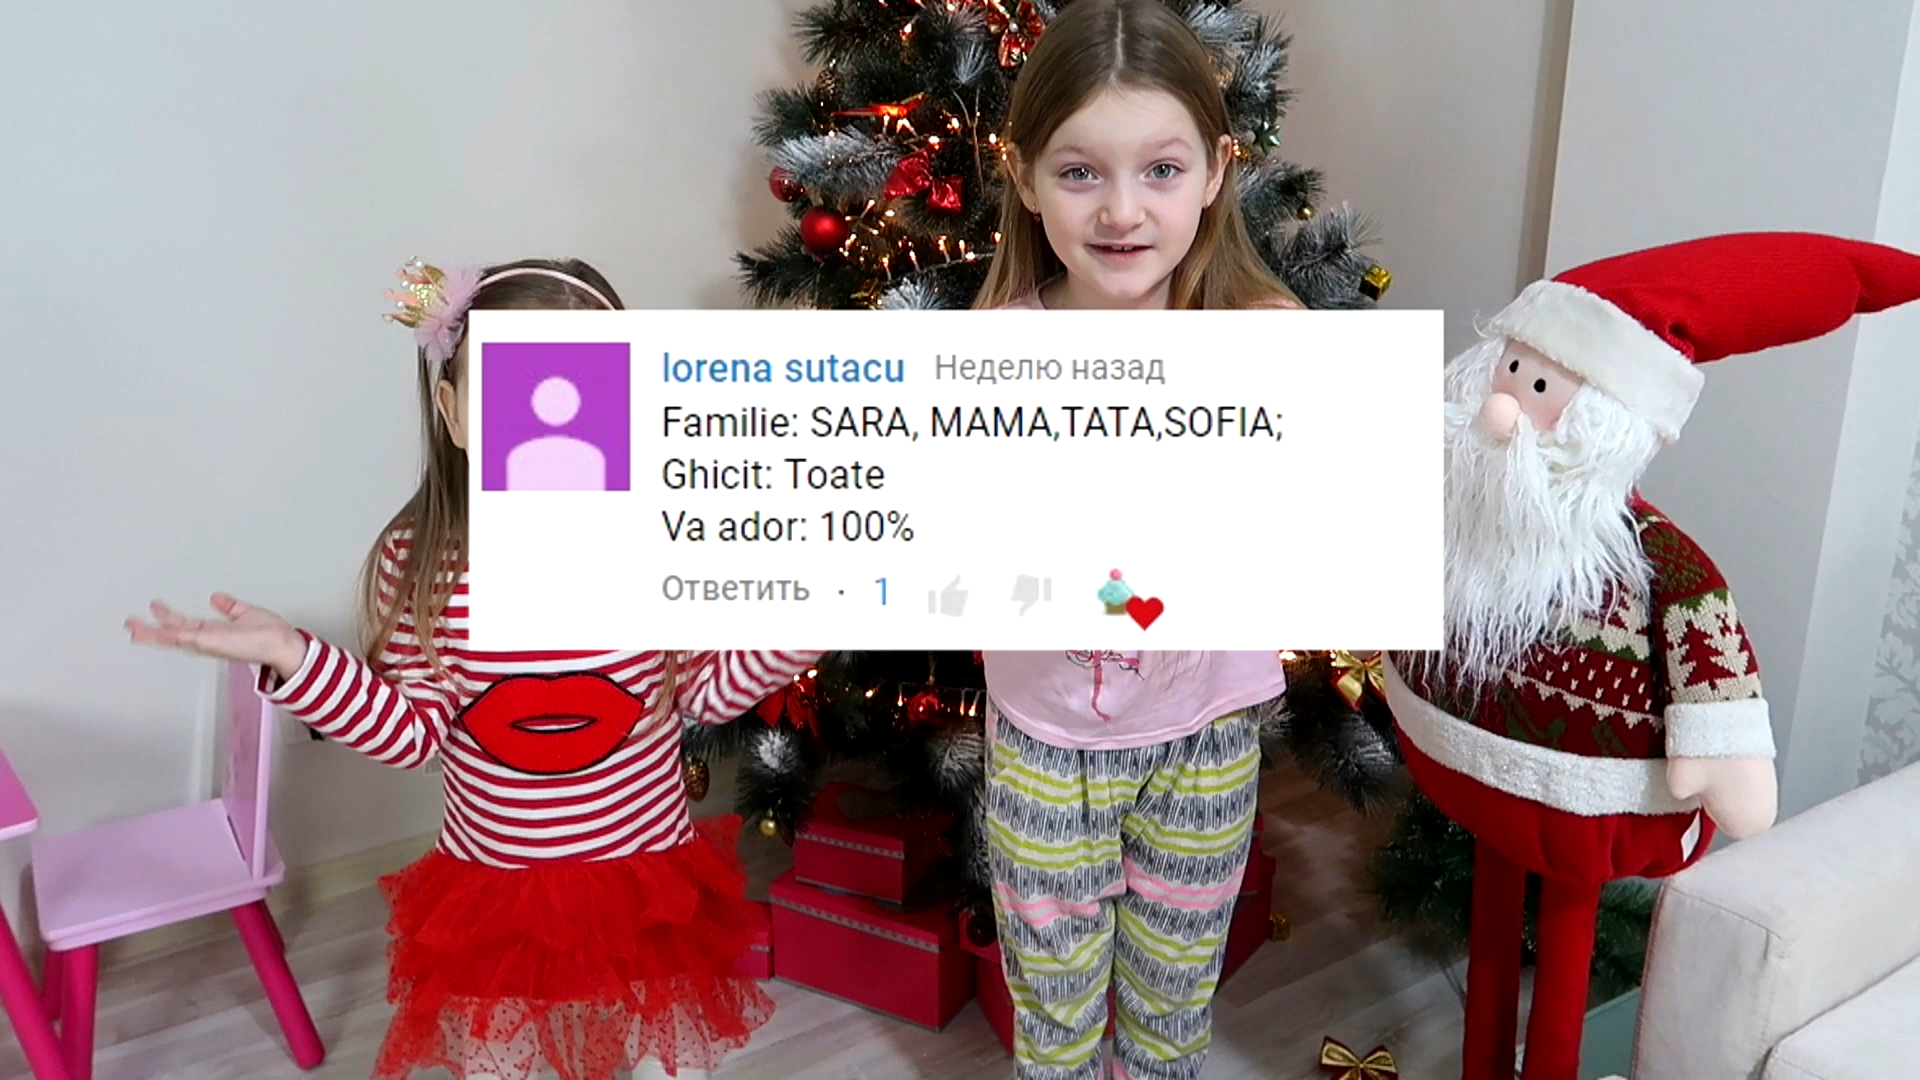 lorena sutacu Неделю назад
Familie: SARA, MAMA,TATA,SOFIA;
Ghicit: Toate
Va ador: 100%
Ответить · 1